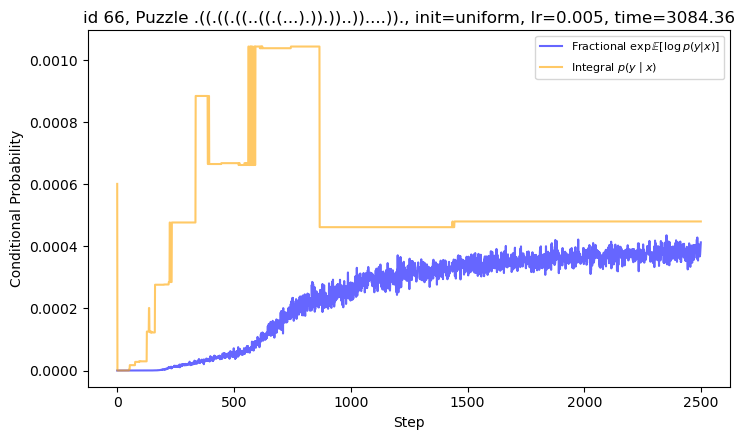 id 66, Puzzle .((.((.((..((.(...).)).))..))....))., init=uniform, lr=0.005, time=3084.36
Fractional exp𝔼[log p(y|x)]
Integral p(y | x)
Conditional Probability
0.0010
0.0008
0.0006
0.0004
0.0002
0.0000
0
500
1000
1500
2000
2500
Step